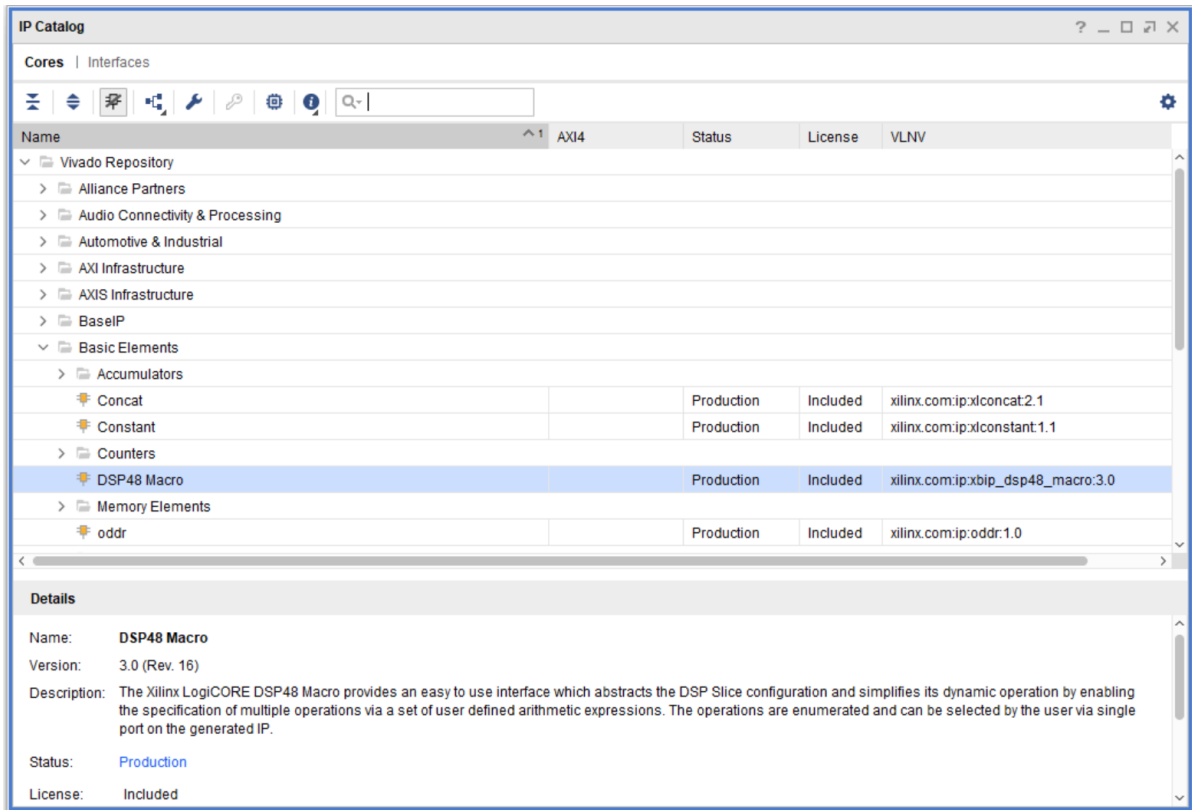 IP Catalog
Cores | Interfaces
Name 1 AXI4 Status License VLNV
Vivado Repository
Alliance Partners
Audio Connectivity & Processing
Automotive & Industrial
AXI Infrastructure
AXIS Infrastructure
BaseIP
Basic Elements
Accumulators
Concat Production Included xilinx.com:ip:xlconcat:2.1
Constant Production Included xilinx.com:ip:xlconstant:1.1
Counters
DSP48 Macro Production Included xilinx.com:ip:xbip_dsp48_macro:3.0
Memory Elements
oddr Production Included xilinx.com:ip:oddr:1.0
Details
Name: DSP48 Macro
Version: 3.0 (Rev. 16)
Description: The Xilinx LogiCORE DSP48 Macro provides an easy to use interface which abstracts the DSP Slice configuration and simplifies its dynamic operation by enabling
the specification of multiple operations via a set of user defined arithmetic expressions. The operations are enumerated and can be selected by the user via single
port on the generated IP.
Status: Production
License: Included